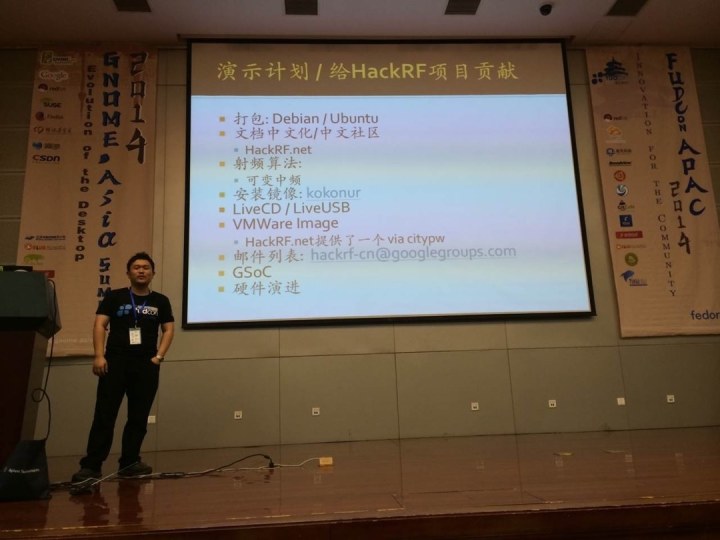 演示计划 / 给HackRF项目贡献
打包: Debian / Ubuntu
文档中文化/中文社区
HackRF.net
射频算法:
可变中频
安装镜像: kokonur
LiveCD / LiveUSB
VMWare Image
HackRF.net提供了一个 via citypw
邮件列表: hackrf-cn@googlegroups.com
GSoC
硬件演进
2014
GNOME.Asia Sum
Evolution of the Desktop
Google
SUSE
CSDN
FUDCon APAC 2014
Innovation for the Community
fedor